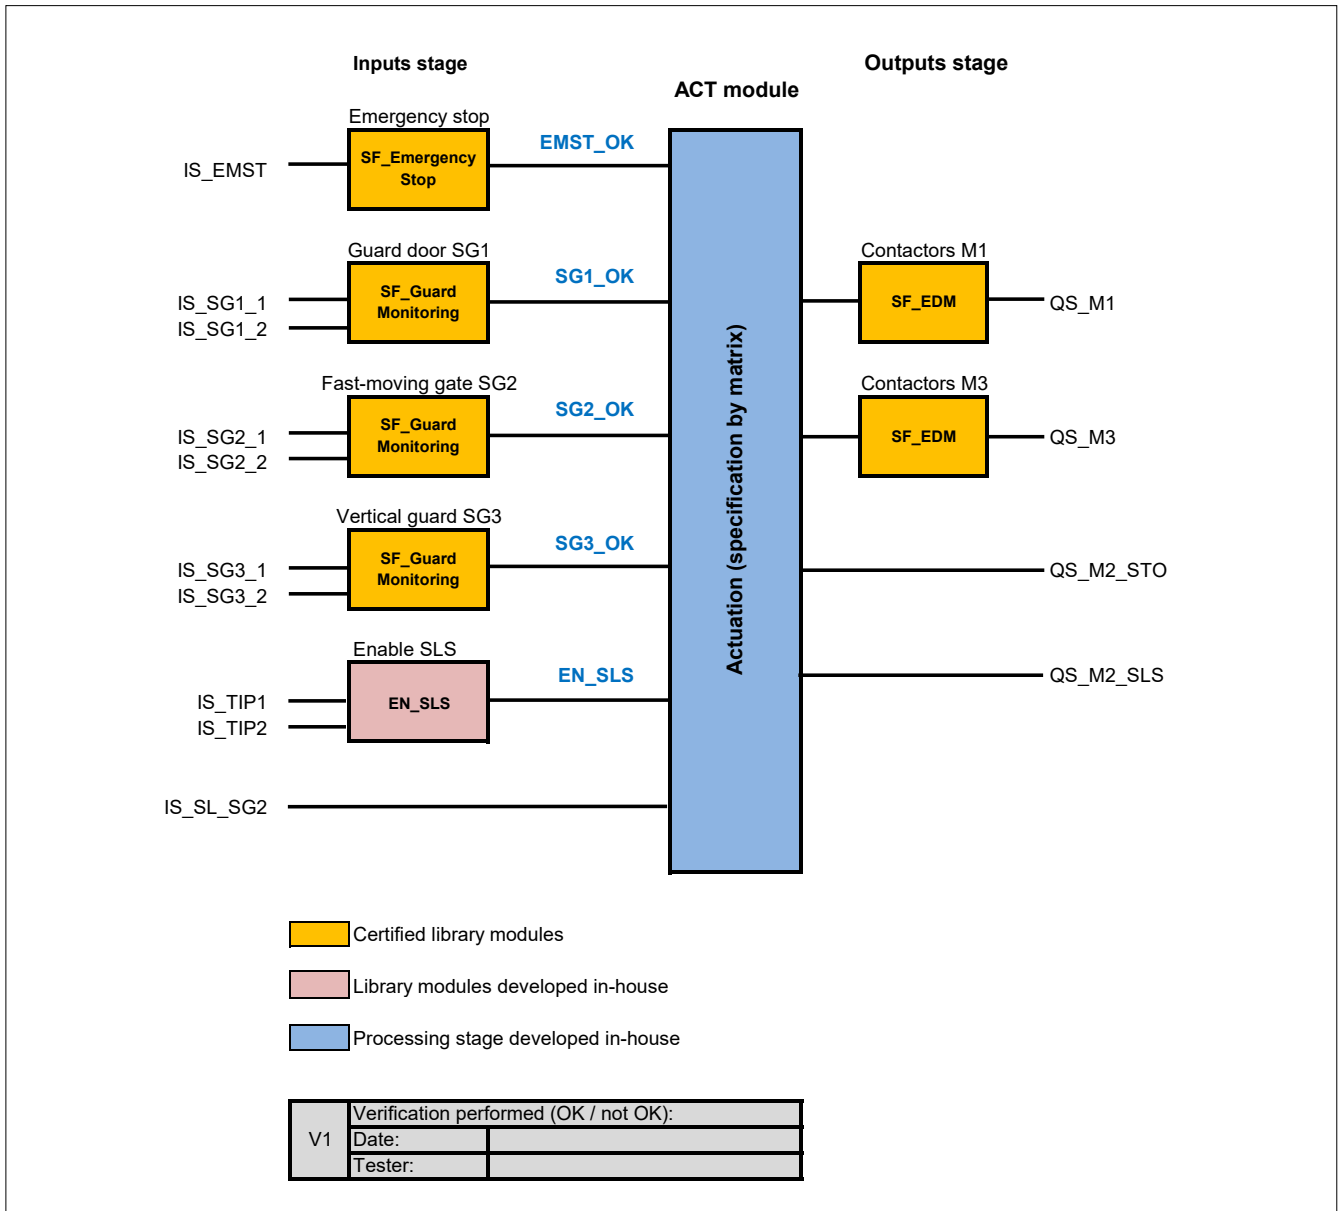 Inputs stage
Outputs stage
ACT module
Emergency stop
IS_EMST
SF_Emergency
Stop
EMST_OK
Guard door SG1
IS_SG1_1
IS_SG1_2
SF_Guard
Monitoring
SG1_OK
Contactors M1
SF_EDM
QS_M1
Fast-moving gate SG2
IS_SG2_1
IS_SG2_2
SF_Guard
Monitoring
SG2_OK
Contactors M3
SF_EDM
QS_M3
Vertical guard SG3
IS_SG3_1
IS_SG3_2
SF_Guard
Monitoring
SG3_OK
Actuation (specification by matrix)
QS_M2_STO
Enable SLS
IS_TIP1
IS_TIP2
EN_SLS
EN_SLS
QS_M2_SLS
IS_SL_SG2
Certified library modules
Library modules developed in-house
Processing stage developed in-house
V1
Verification performed (OK / not OK):
Date:
Tester: